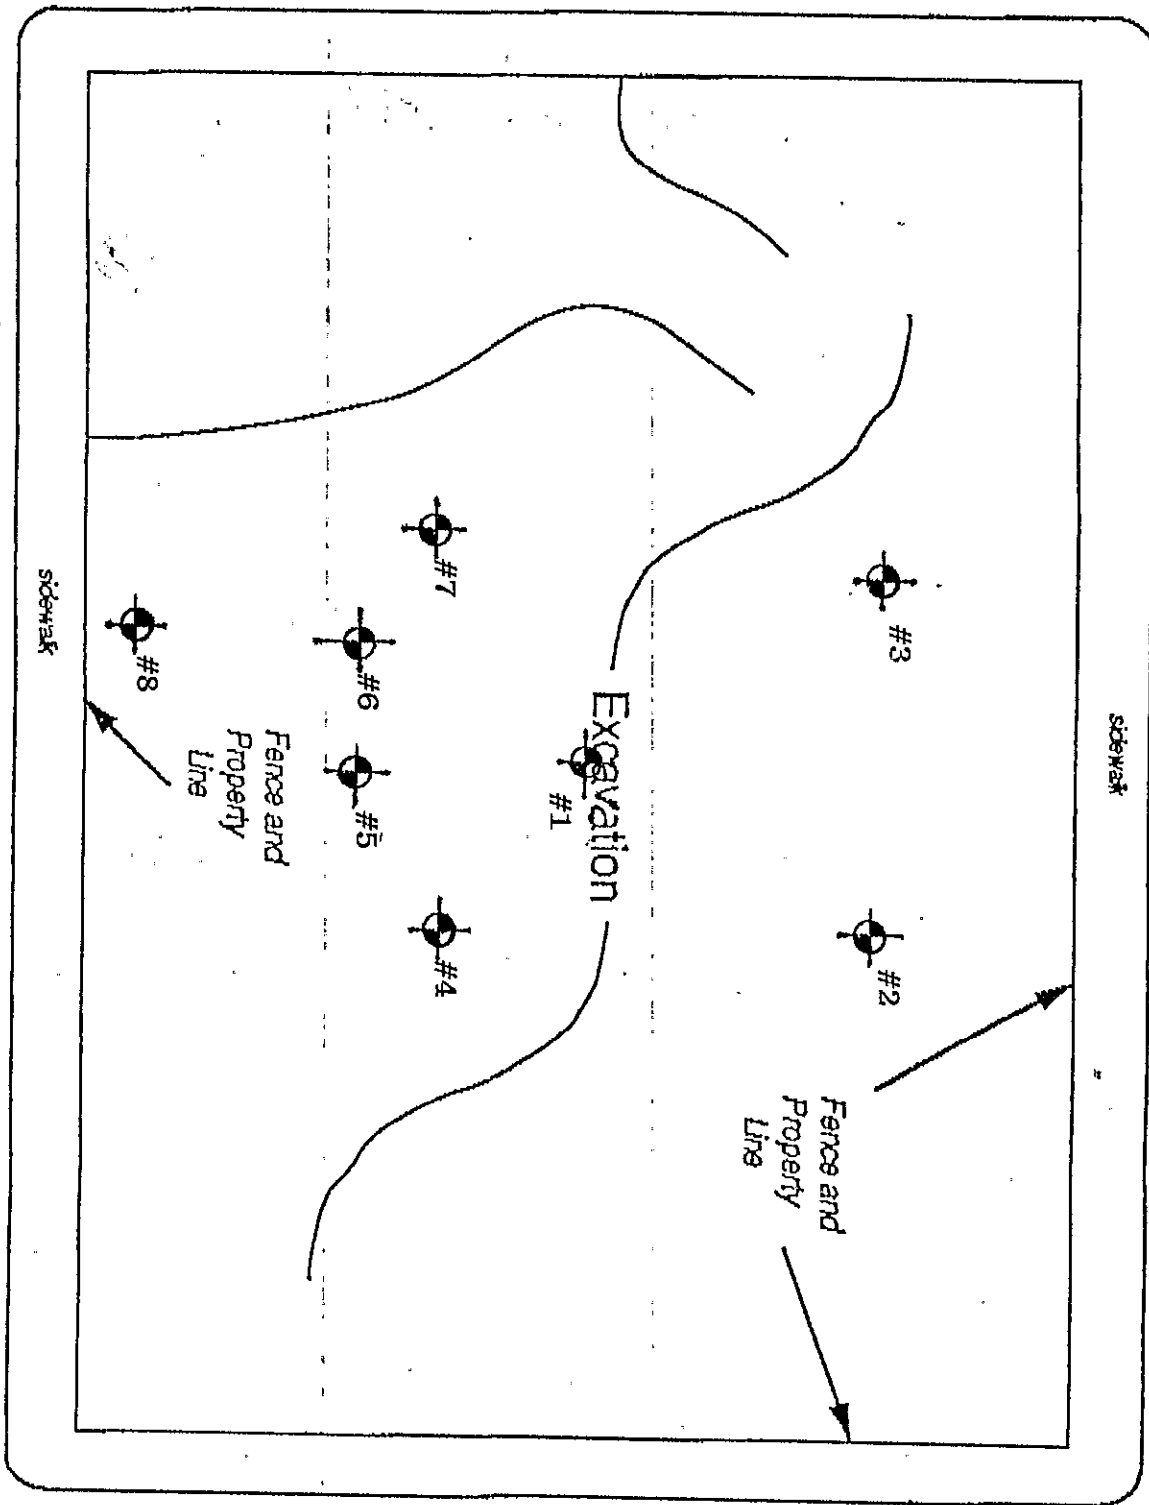 sidewalk
#3
#2
Fence and
Property
Line
Excavation
#1
#7
#4
#6
#5
Fence and
Property
Line
#8
sidewalk